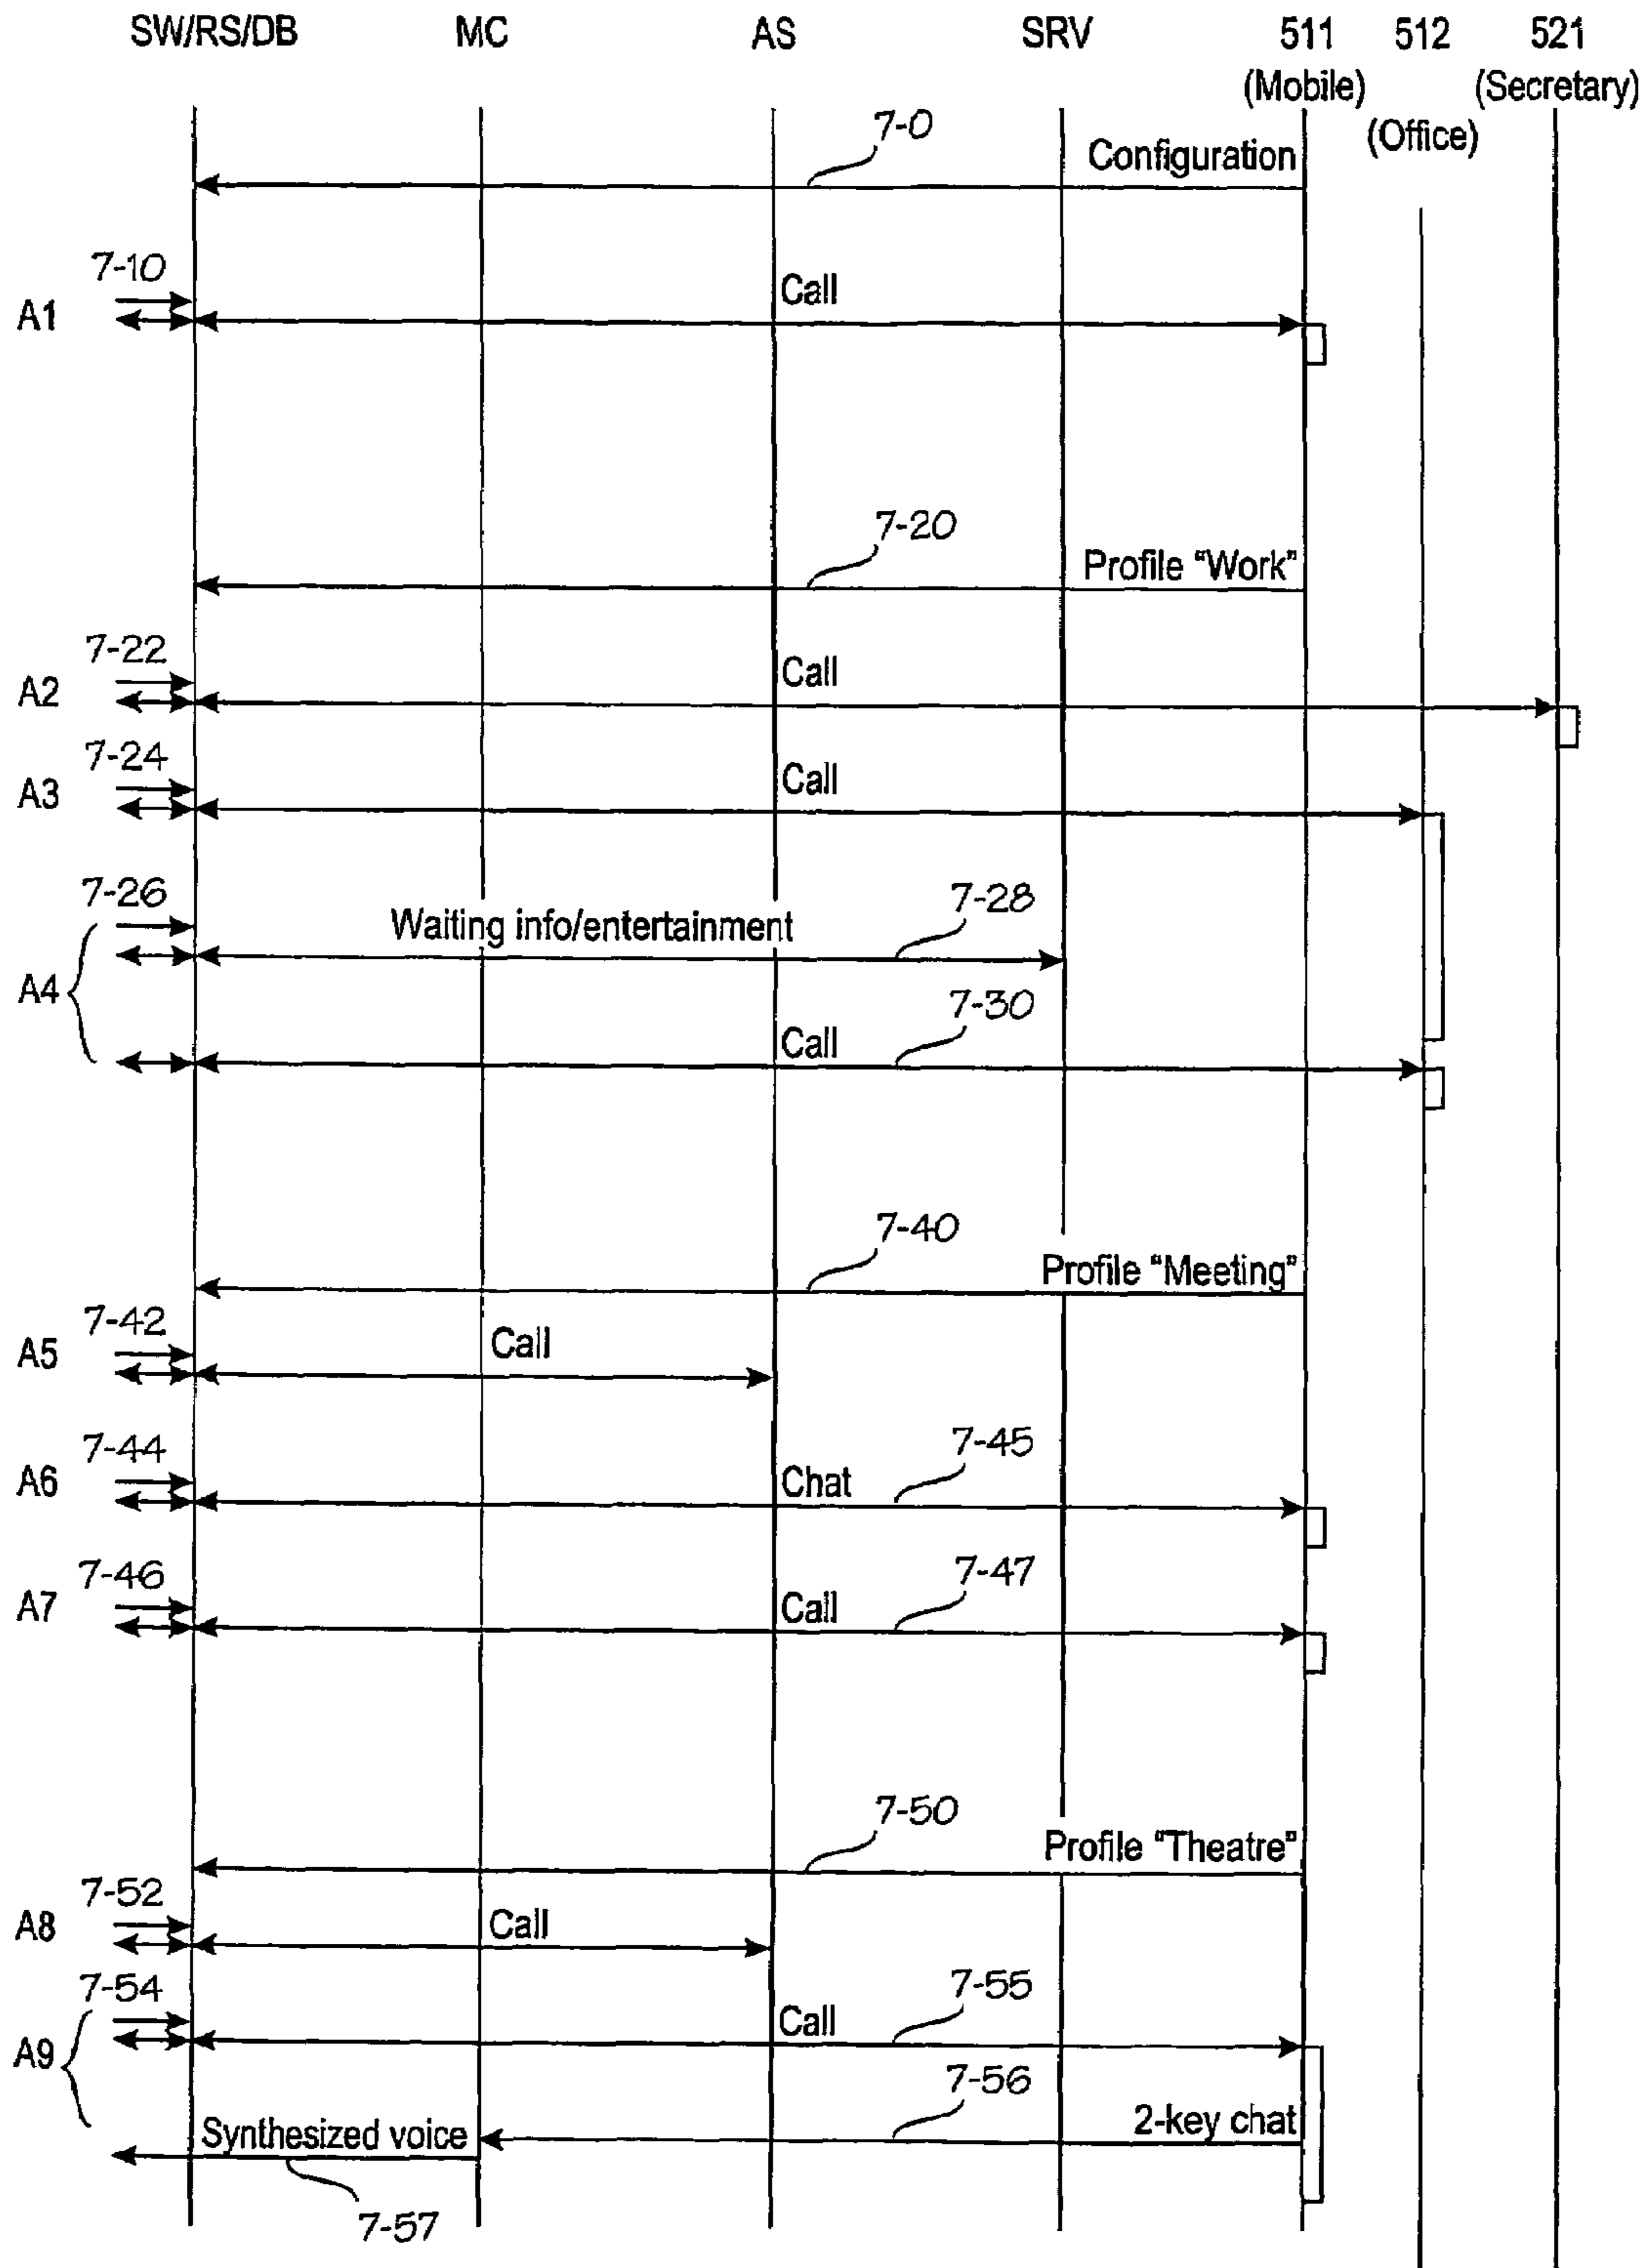 SW/RS/DB MC AS SRV 511 512 521
(Mobile) (Secretary)
(Office)
7-0
Configuration
7-10
Call
A1
7-20
Profile "Work"
7-22
Call
A2
7-24
Call
A3
7-26
7-28
Waiting info/entertainment
A4
7-30
Call
7-40
Profile "Meeting"
7-42
Call
A5
7-44
7-45
A6
Chat
7-46
7-47
A7
Call
7-50
Profile "Theatre"
7-52
Call
A8
7-54
7-55
Call
A9
7-56
2-key chat
Synthesized voice
7-57